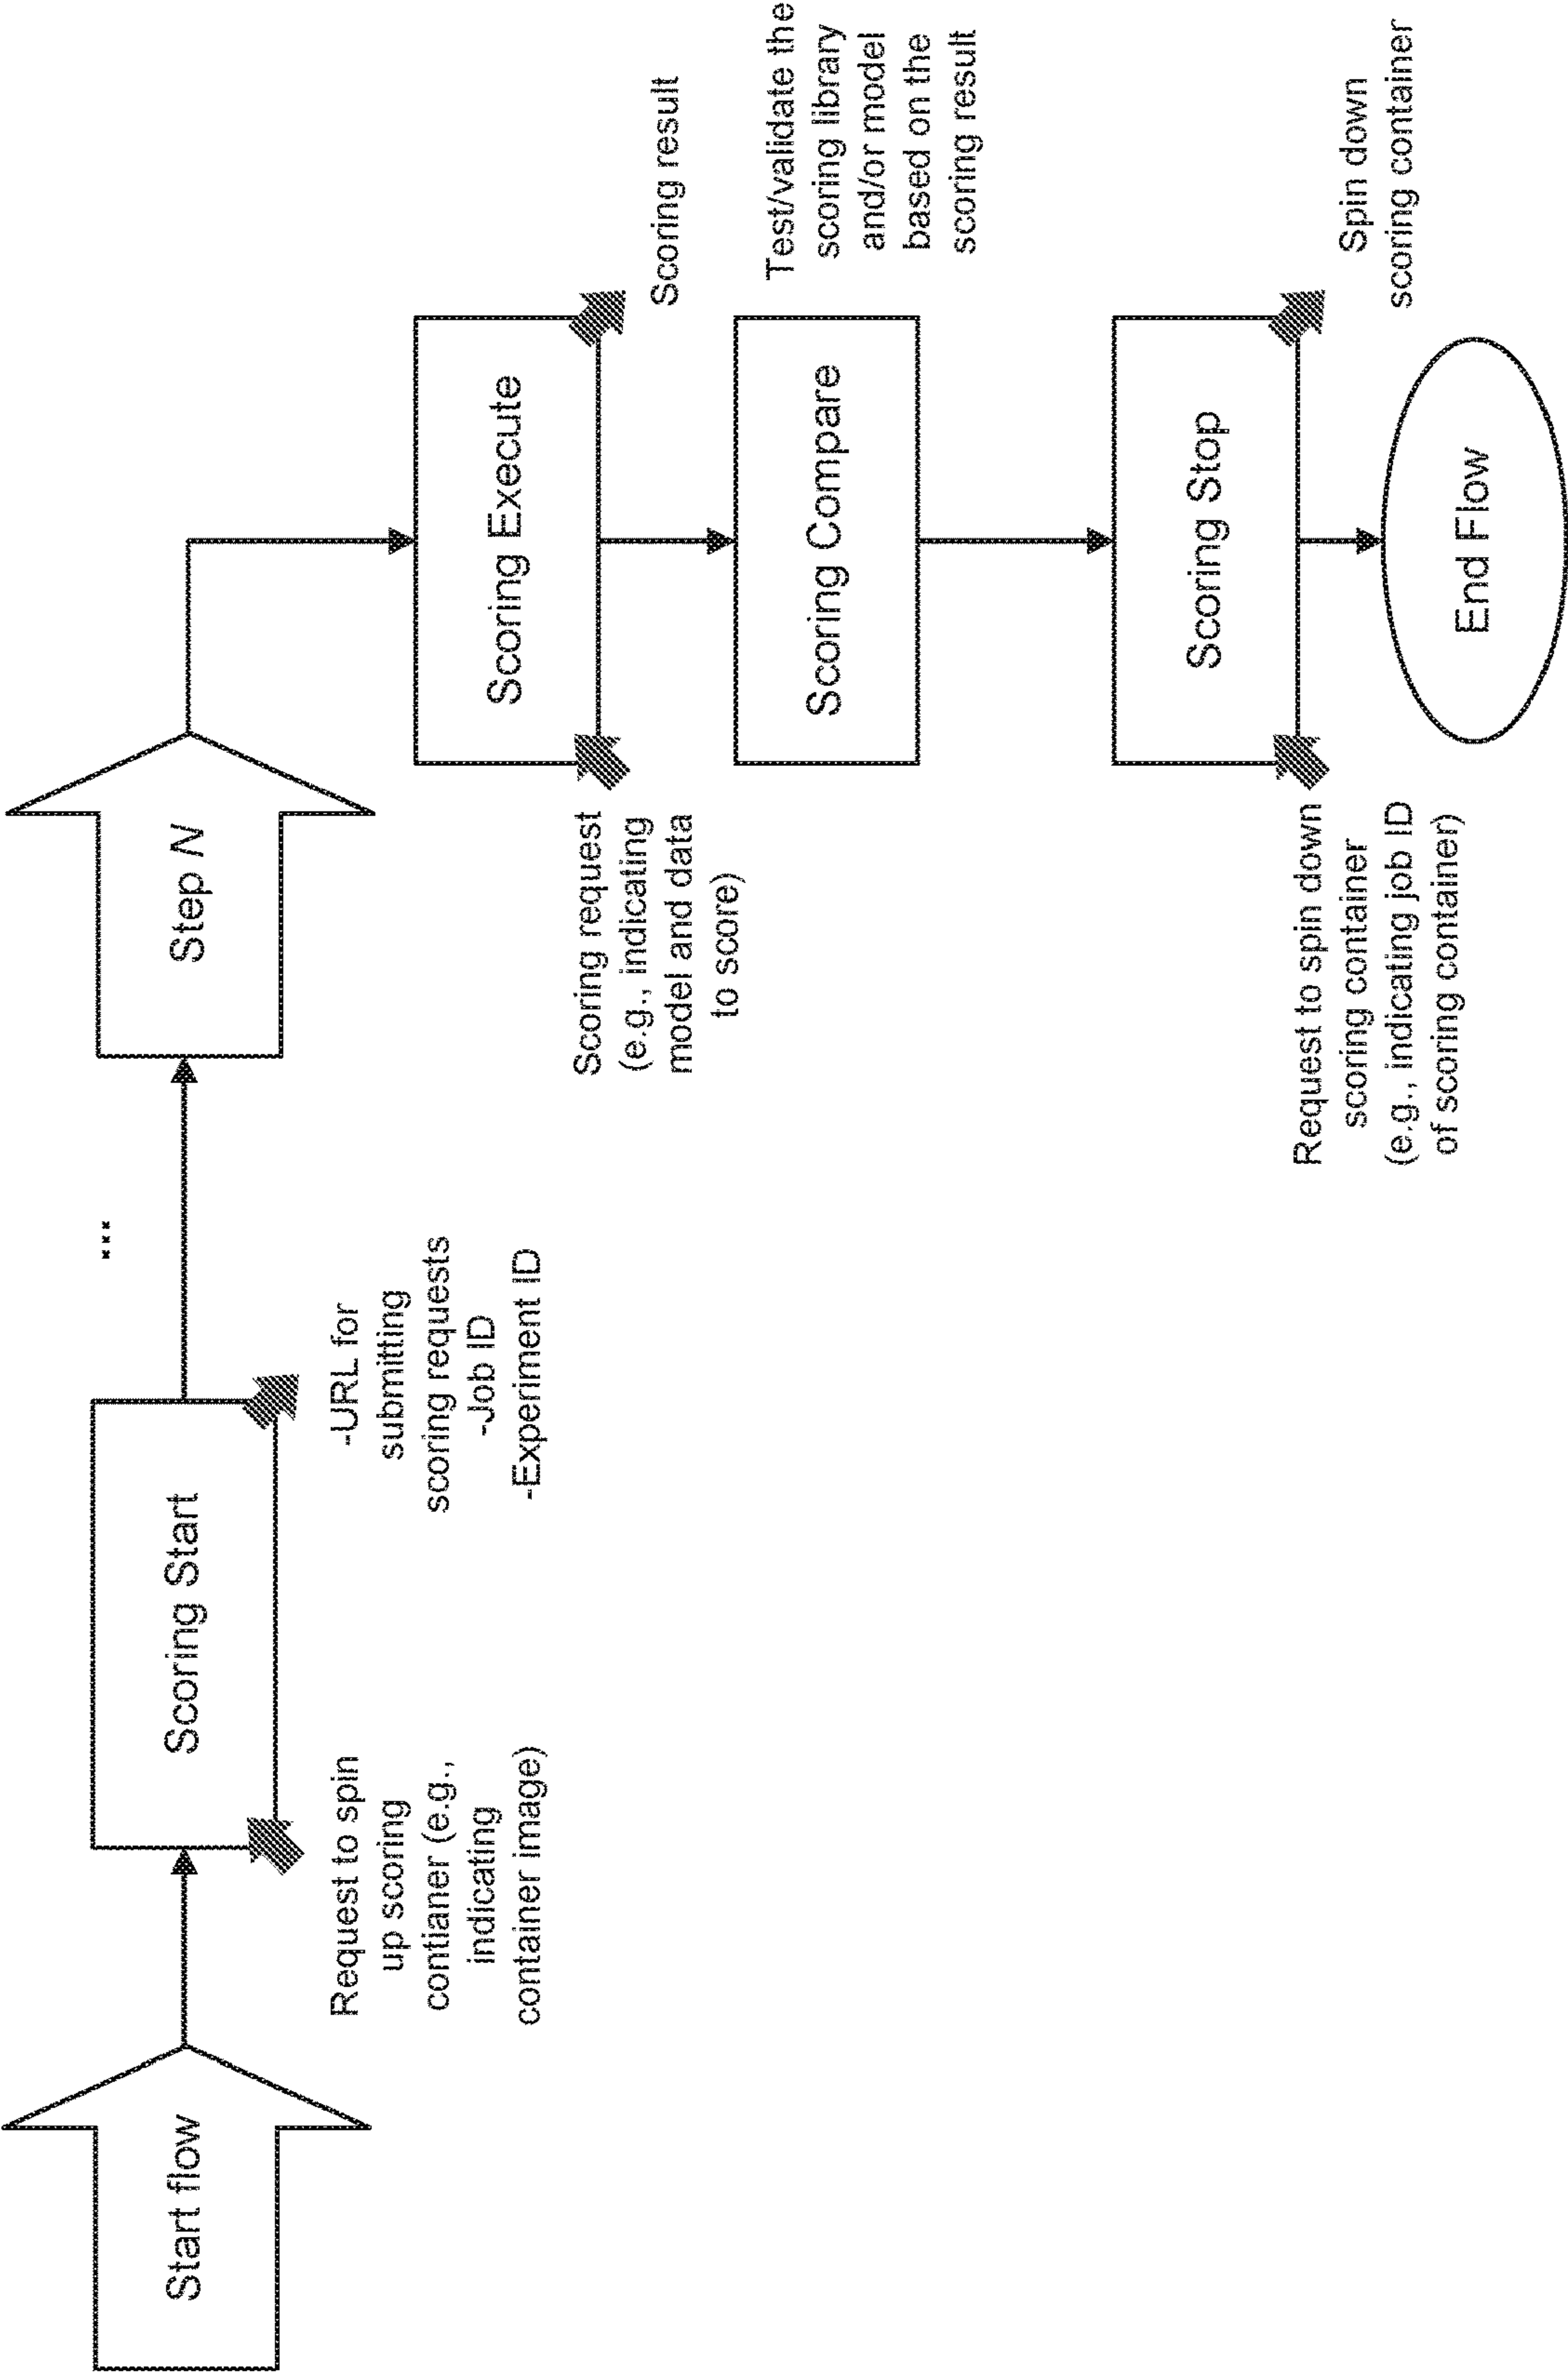 Start flow
Request to spin
up scoring
contianer (e.g.,
indicating
container image)
Scoring Start
-URL for
submitting
scoring requests
-Job ID
-Experiment ID
...
Step N
Scoring request
(e.g., indicating
model and data
to score)
Scoring Execute
Scoring result
Scoring Compare
Test/validate the
scoring library
and/or model
based on the
scoring result
Request to spin down
scoring container
(e.g., indicating job ID
of scoring container)
Scoring Stop
Spin down
scoring container
End Flow